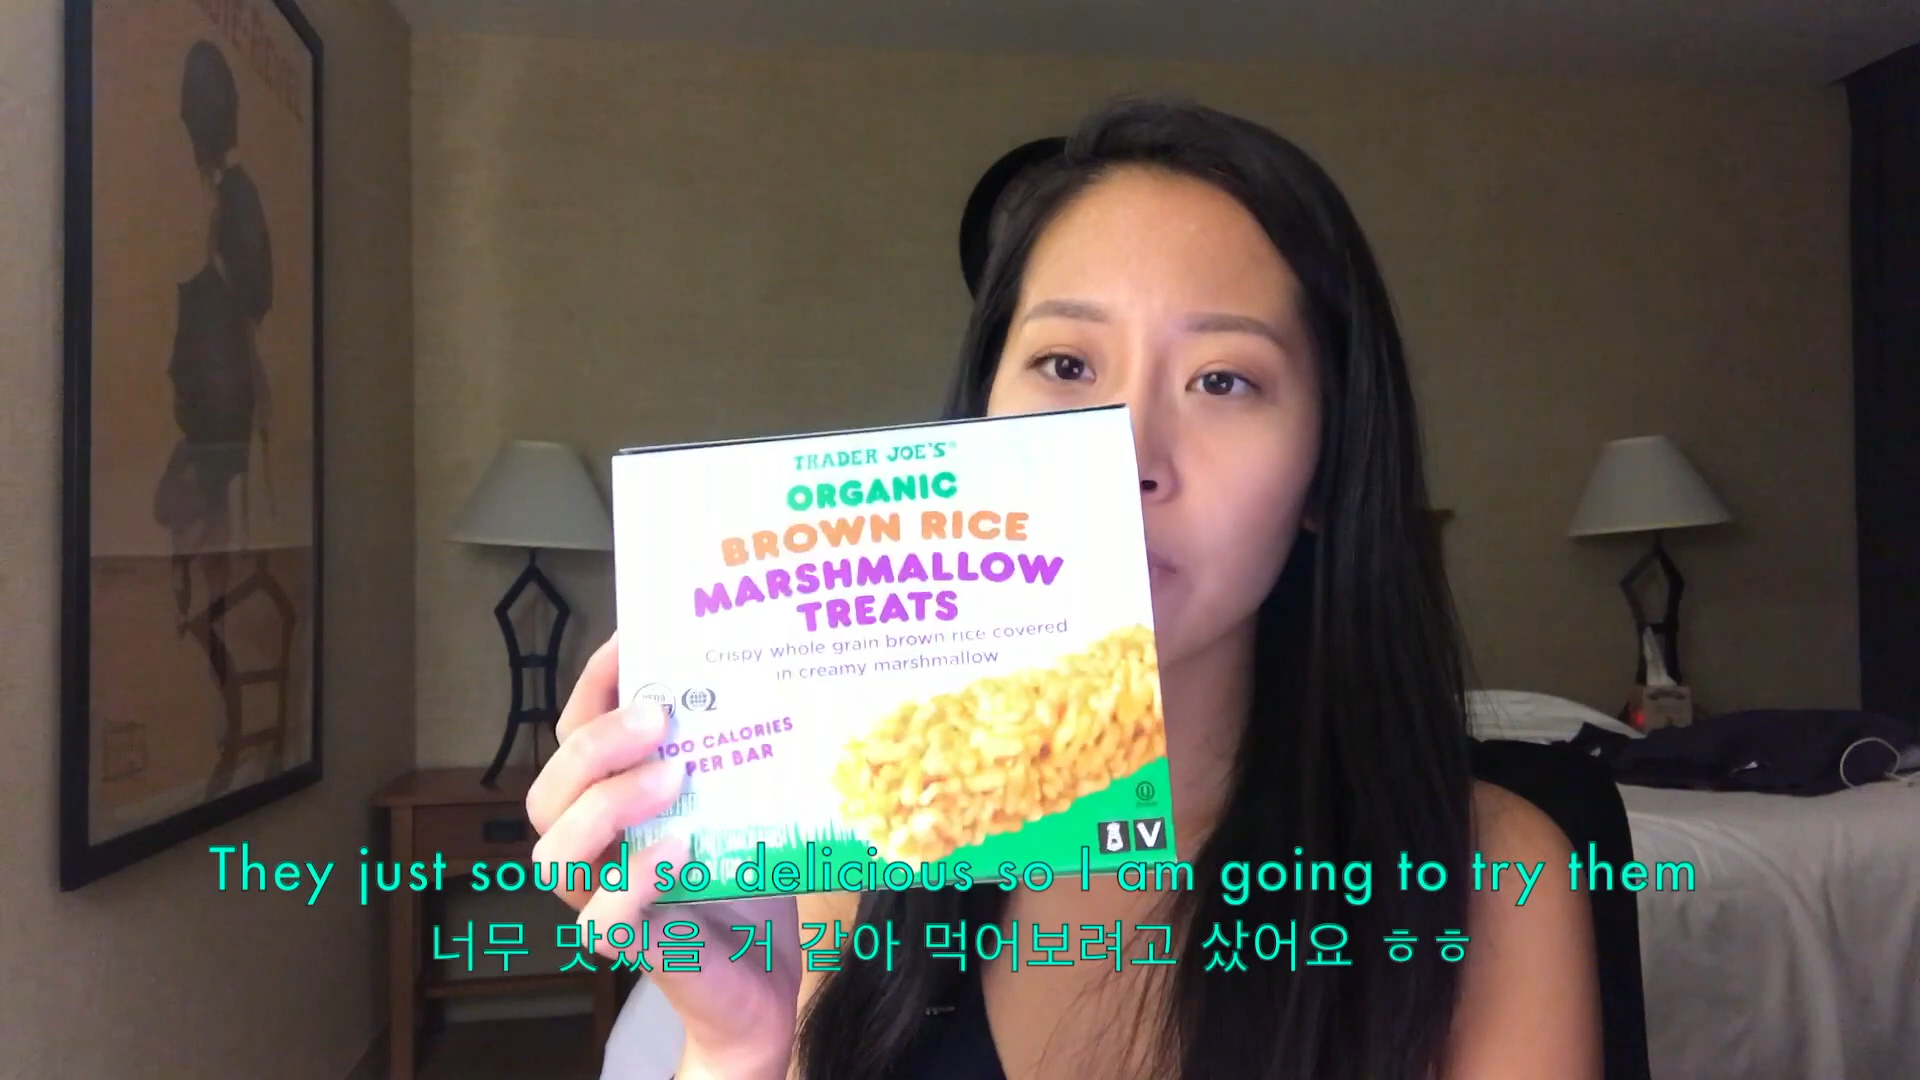 TRADER JOE'S®
ORGANIC
BROWN RICE
MARSHMALLOW
TREATS
Crispy whole grain brown rice covered
in creamy marshmallow
100 CALORIES
PER BAR
V
They just sound so delicious so I am going to try them
너무 맛있을 거 같아 먹어보려고 샀어요 ㅎㅎ